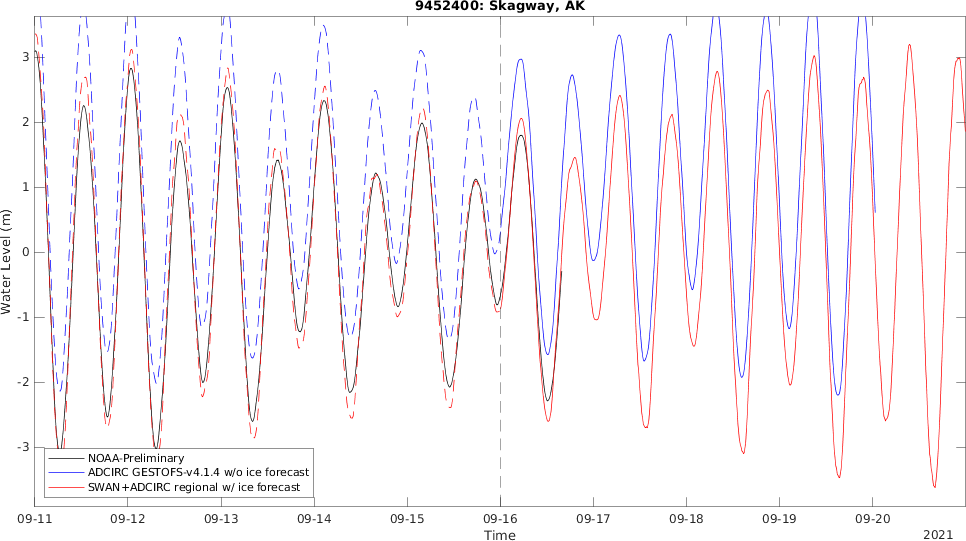 9452400: Skagway, AK
3
2
1
0
-1
-2
-3
Water Level (m)
NOAA-Preliminary
ADCIRC GESTOFS-v4.1.4 w/o ice forecast
SWAN+ADCIRC regional w/ ice forecast
09-11 09-12 09-13 09-14 09-15 09-16 09-17 09-18 09-19 09-20
Time
2021